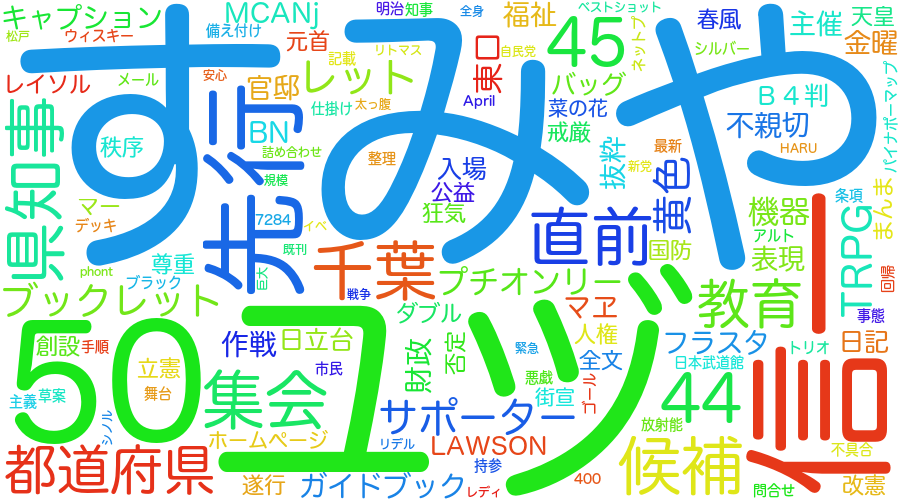 キャプション
松戸
ウィスキー
MCANj
備え付け
元首
明治
知事
全身
福祉
ベストショット
春風
主催
天皇
金曜
すみや
レイソル
メール
安心
官邸
レット
記載
リトマス
自民党
東口
45
ネットプ
シルバー
バッグ
B4判
パイナポーマップ
県知事
秩序
先行
BN
仕掛け
太っ腹
April
菜の花
戒厳
不親切
HARU
最新
抜粋
詰め合わせ
整理
規模
入場
公益
狂気
新党
黄色
条項
まんま
マー
デッキ
7284
イベ
既刊
直前
国防
機器
アルト
表現
TRPG
一
回帰
phont
尊重
ブラック
巨大
千葉
戦争
プチオンリー
マヱ
教育
事態
ブックレット
50
創設
手順
作戦
日立台
ユヅ
ダブル
人権
フラスタ
トリオ
日記
立憲
市民
財政
否定
緊急
全文
日本武道館
主義
草案
舞台
集会
悪戯
街宣
ゴール
44
信
シノル
サポーター
放射能
都道府県
ホームページ
リデル
LAWSON
候補
不具合
遂行
ガイドブック
持参
レディ
400
問合せ
改憲